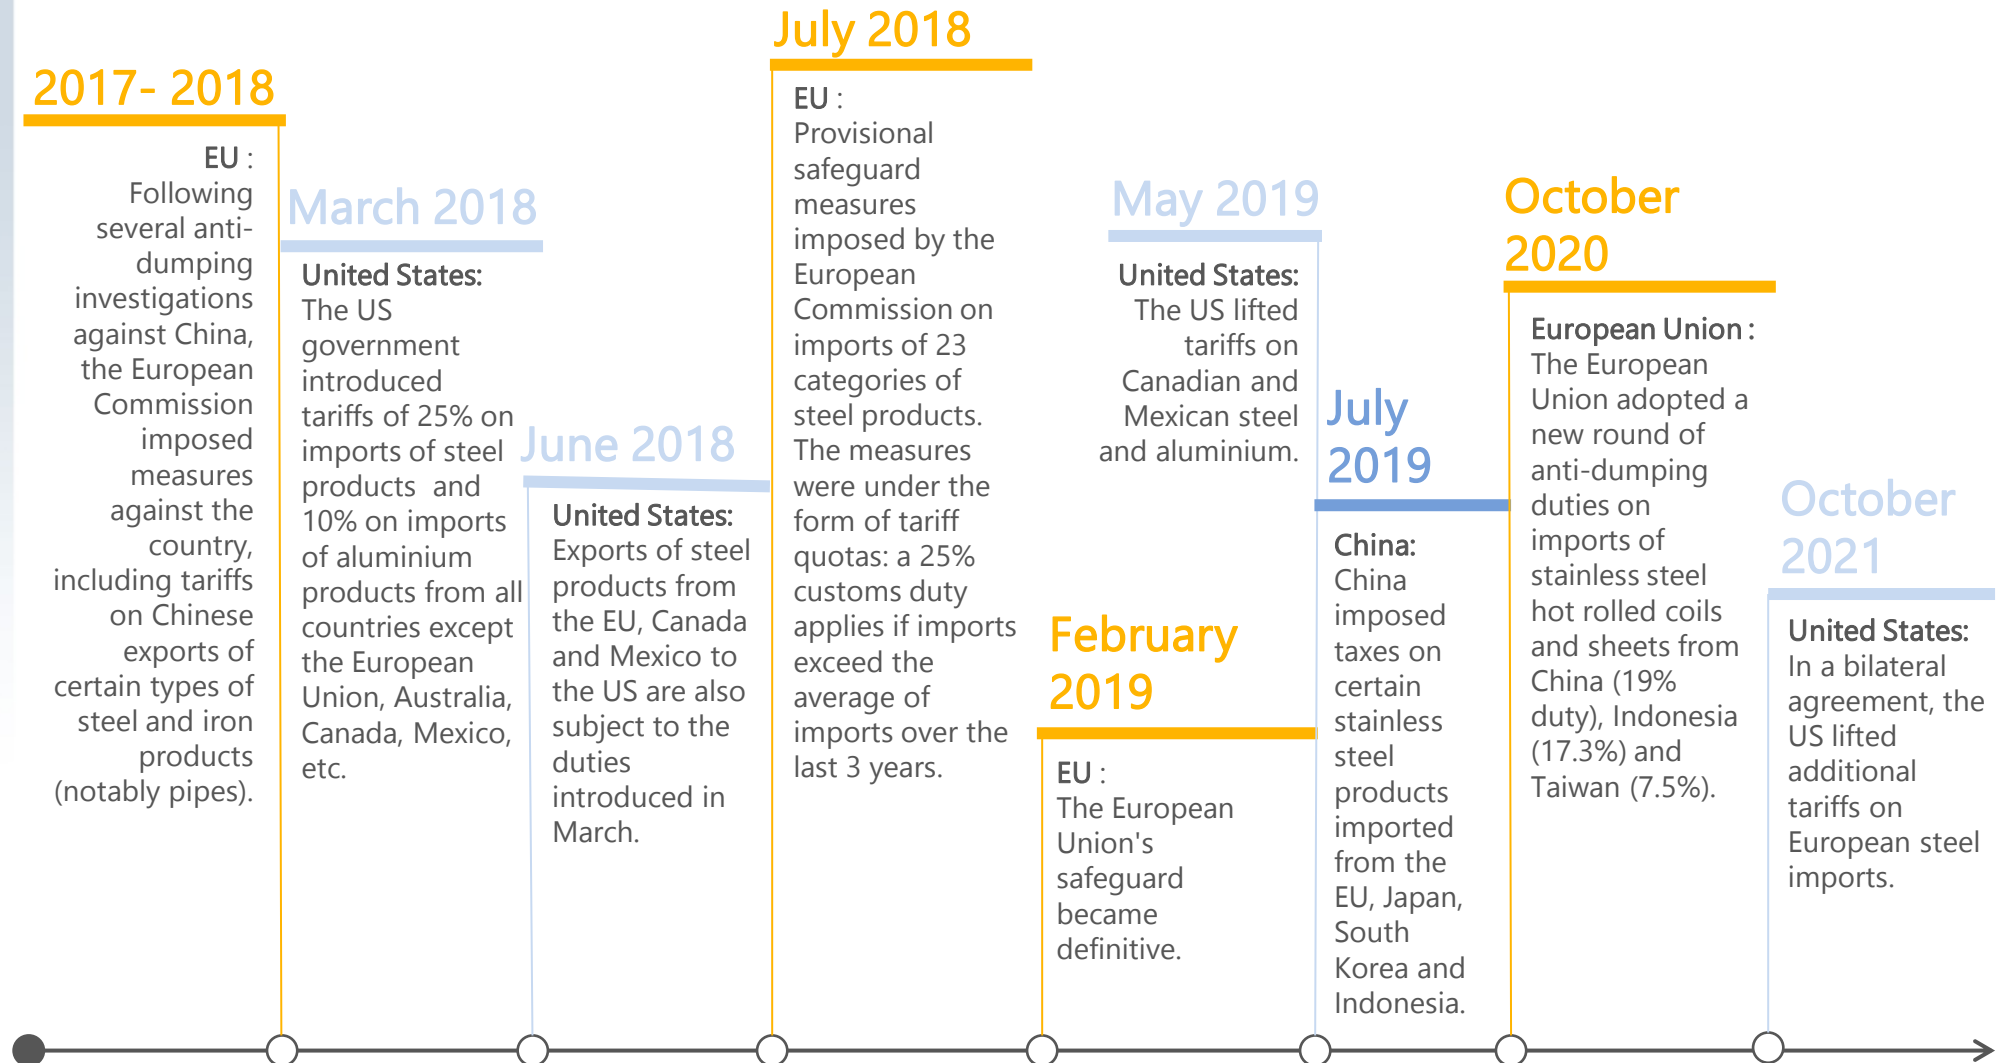 2017- 2018
EU :
Following
several anti-
dumping
investigations
against China,
the European
Commission
imposed
measures
against the
country,
including tariffs
on Chinese
exports of
certain types of
steel and iron
products
(notably pipes).
March 2018
United States:
The US
government
introduced
tariffs of 25% on
imports of steel
products  and
10% on imports
of aluminium
products from all
countries except
the European
Union, Australia,
Canada, Mexico,
etc.
June 2018
United States:
Exports of steel
products from
the EU, Canada
and Mexico to
the US are also
subject to the
duties
introduced in
March.
July 2018
EU :
Provisional
safeguard
measures
imposed by the
European
Commission on
imports of 23
categories of
steel products.
The measures
were under the
form of tariff
quotas: a 25%
customs duty
applies if imports
exceed the
average of
imports over the
last 3 years.
February
2019
EU :
The European
Union's
safeguard
became
definitive.
May 2019
United States:
The US lifted
tariffs on
Canadian and
Mexican steel
and aluminium.
July
2019
China:
China
imposed
taxes on
certain
stainless
steel
products
imported
from the
EU, Japan,
South
Korea and
Indonesia.
October
2020
European Union :
The European
Union adopted a
new round of
anti-dumping
duties on
imports of
stainless steel
hot rolled coils
and sheets from
China (19%
duty), Indonesia
(17.3%) and
Taiwan (7.5%).
October
2021
United States:
In a bilateral
agreement, the
US lifted
additional
tariffs on
European steel
imports.